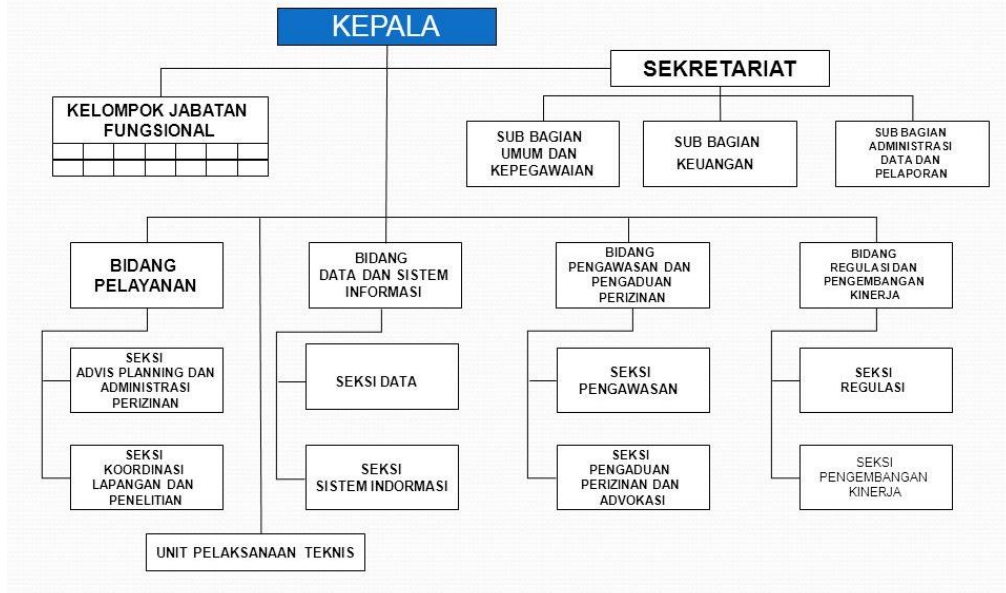 KEPALA
SEKRETARIAT
KELOMPOK JABATAN
FUNGSIONAL
SUB BAGIAN
UMUM DAN
KEPEGAWAIAN
SUB BAGIAN
KEUANGAN
SUB BAGIAN
ADMINISTRASI
DATA DAN
PELAPORAN
BIDANG
PELAYANAN
BIDANG
DATA DAN SISTEM
INFORMASI
BIDANG
PENGAWASAN DAN
PENGADUAN
PERIZINAN
BIDANG
REGULASI DAN
PENGEMBANGAN
KINERJA
SEKSI
ADVIS PLANNING DAN
ADMINISTRASI
PERIZINAN
SEKSI DATA
SEKSI
PENGAWASAN
SEKSI
REGULASI
SEKSI
KOORDINASI
LAPANGAN DAN
PENELITIAN
SEKSI
SISTEM INDORMASI
SEKSI
PENGADUAN
PERIZINAN DAN
ADVOKASI
SEKSI
PENGEMBANGAN
KINERJA
UNIT PELAKSANAAN TEKNIS